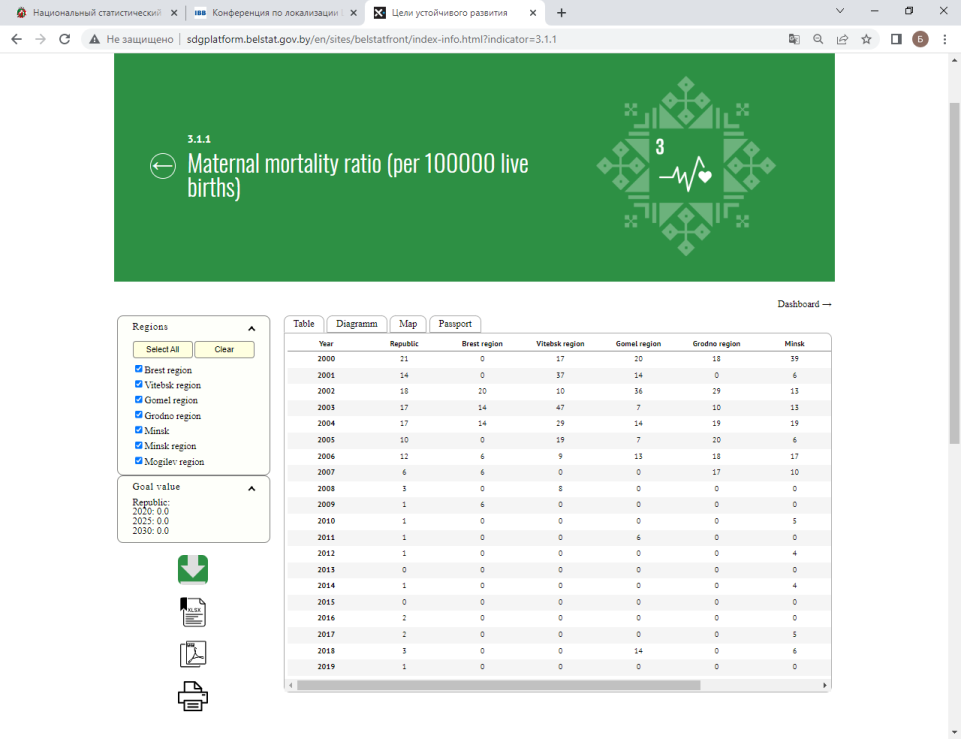 Национальный статистический
Конференция по локализации
Цели устойчивого развития
Не защищено
sdgplatform.belstat.gov.by/en/sites/belstatfront/index-info.html?indicator=3.1.1
Б
3.1.1
Maternal mortality ratio (per 100000 live
births)
3
Dashboard →
Regions
Select All Clear
Brest region
Vitebsk region
Gomel region
Grodno region
Minsk
Minsk region
Mogilev region
Goal value
Republic:
2020: 0.0
2025: 0.0
2030: 0.0
XLSX
Table Diagramm Map Passport
Year Republic Brest region Vitebsk region Gomel region Grodno region Minsk
2000 21 0 17 20 18 39
2001 14 0 37 14 0 6
2002 18 20 10 36 29 13
2003 17 14 47 7 10 13
2004 17 14 29 14 19 19
2005 10 0 19 7 20 6
2006 12 6 9 13 18 17
2007 6 6 0 0 17 10
2008 3 0 8 0 0 0
2009 1 6 0 0 0 0
2010 1 0 0 0 0 5
2011 1 0 0 6 0 0
2012 1 0 0 0 0 4
2013 0 0 0 0 0 0
2014 1 0 0 0 0 4
2015 0 0 0 0 0 0
2016 2 0 0 0 0 0
2017 2 0 0 0 0 5
2018 3 0 0 14 0 6
2019 1 0 0 0 0 0